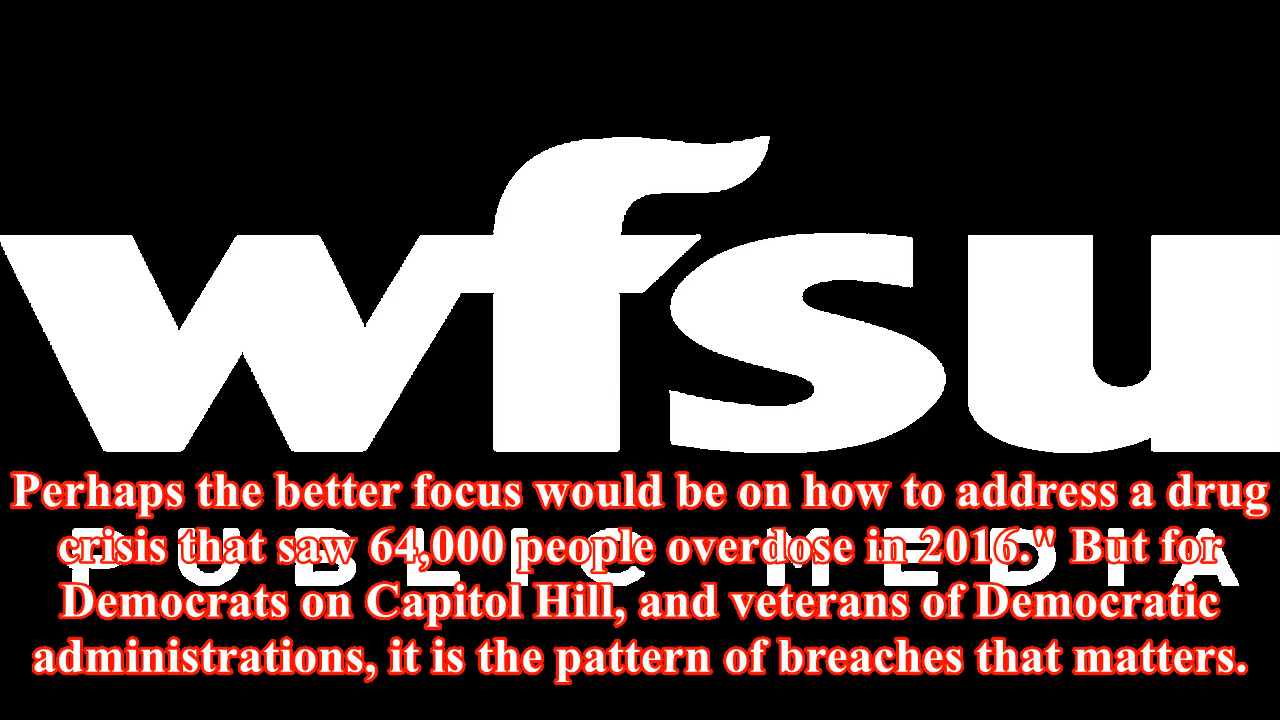 wfsu
PUBLIC MEDIA
Perhaps the better focus would be on how to address a drug
crisis that saw 64,000 people overdose in 2016." But for
Democrats on Capitol Hill, and veterans of Democratic
administrations, it is the pattern of breaches that matters.